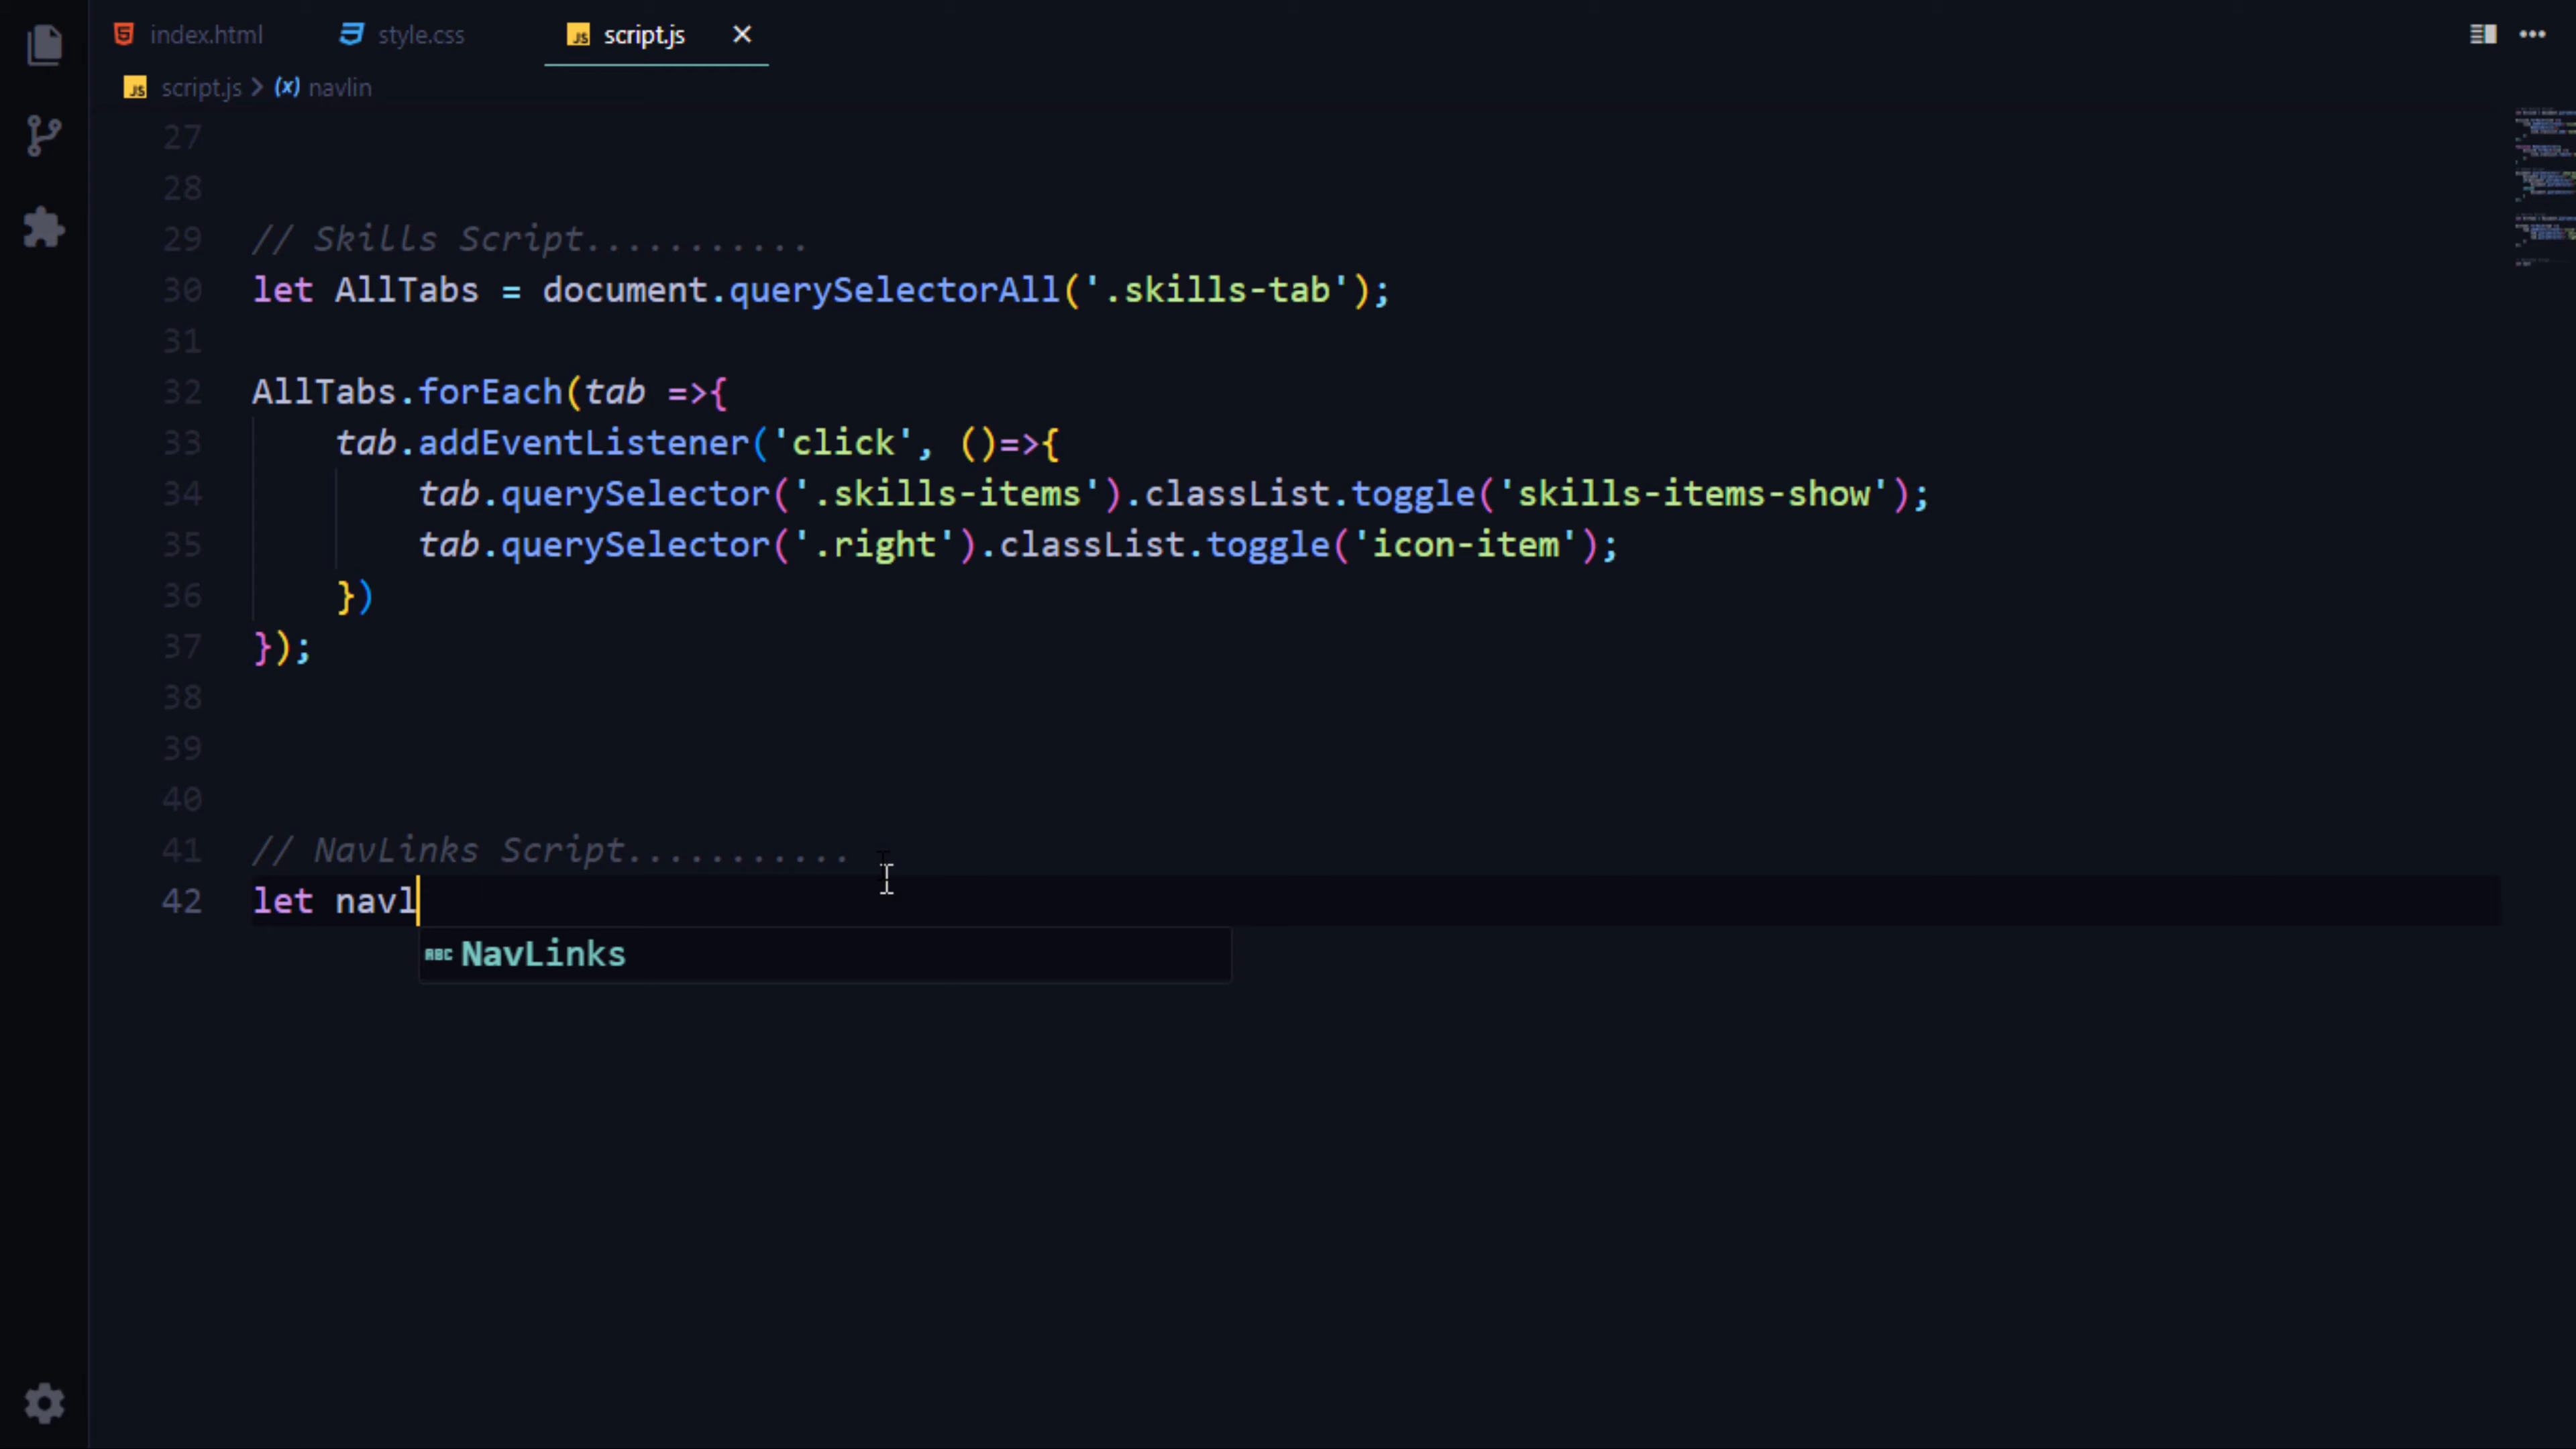 index.html style.css JS script.js
JS script.js > (x) navlin
27
28
29 // Skills Script...........
30 let AllTabs = document.querySelectorAll('.skills-tab');
31
32 AllTabs.forEach(tab =>{
33 tab.addEventListener('click', ()=>{
34 tab.querySelector('.skills-items').classList.toggle('skills-items-show');
35 tab.querySelector('.right').classList.toggle('icon-item');
36 })
37 });
38
39
40
41 // NavLinks Script...........
42 let navl
ABC NavLinks